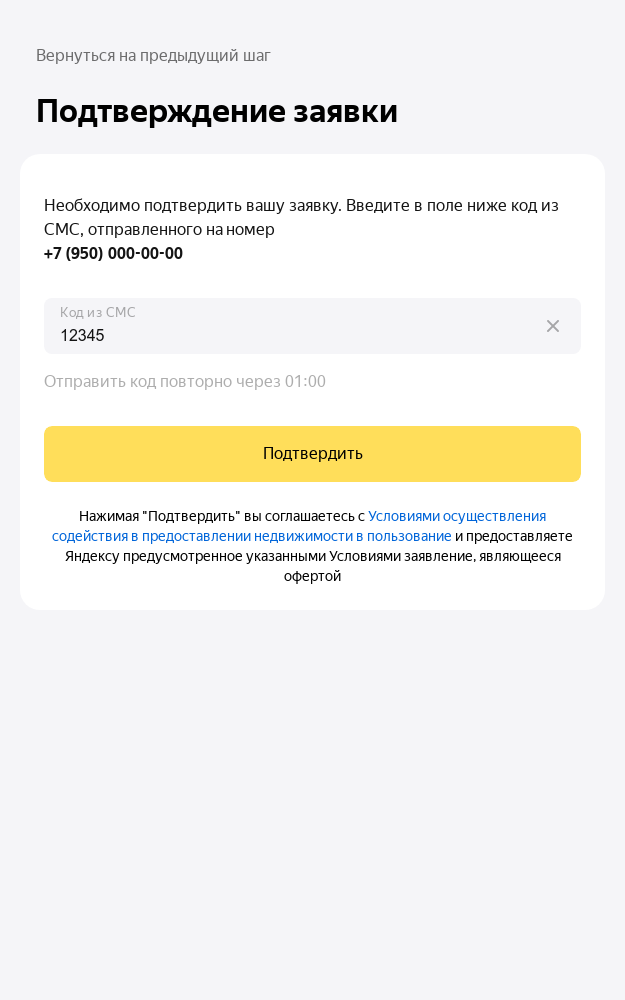 Вернуться на предыдущий шаг
Подтверждение заявки
Необходимо подтвердить вашу заявку. Введите в поле ниже код из
СМС, отправленного на номер
+7 (950) 000-00-00
Код из СМС
12345
Отправить код повторно через 01:00
Подтвердить
Нажимая "Подтвердить" вы соглашаетесь с Условиями осуществления
содействия в предоставлении недвижимости в пользование и предоставляете
Яндексу предусмотренное указанными Условиями заявление, являющееся
офертой